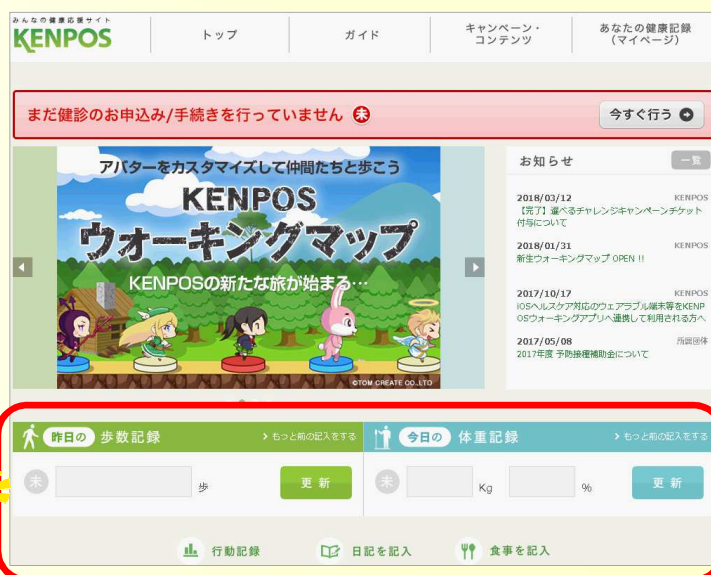 みんなの健康応援サイト
KENPOS
トップ
ガイド
キャンペーン・
コンテンツ
あなたの健康記録
(マイページ)
まだ健診のお申込み/手続きを行っていません 未
今すぐ行う
アバターをカスタマイズして仲間たちと歩こう
KENPOS
ウォーキングマップ
KENPOSの新たな旅が始まる…
©TOM CREATE CO.,LTD
お知らせ
一覧
2018/03/12 KENPOS
【完了】選べるチャレンジキャンペーンチケット
付与について
2018/01/31 KENPOS
新生ウォーキングマップ OPEN !!
2017/10/17 KENPOS
iOSヘルスケア対応のウェアラブル端末等をKENP
OSウォーキングアプリへ連携して利用される方へ
2017/05/08 所属団体
2017年度 予防接種補助金について
昨日の 歩数記録 > もっと前の記入をする
未 歩 更新
今日の 体重記録 > もっと前の記入をする
未 Kg % 更新
行動記録
日記を記入
食事を記入